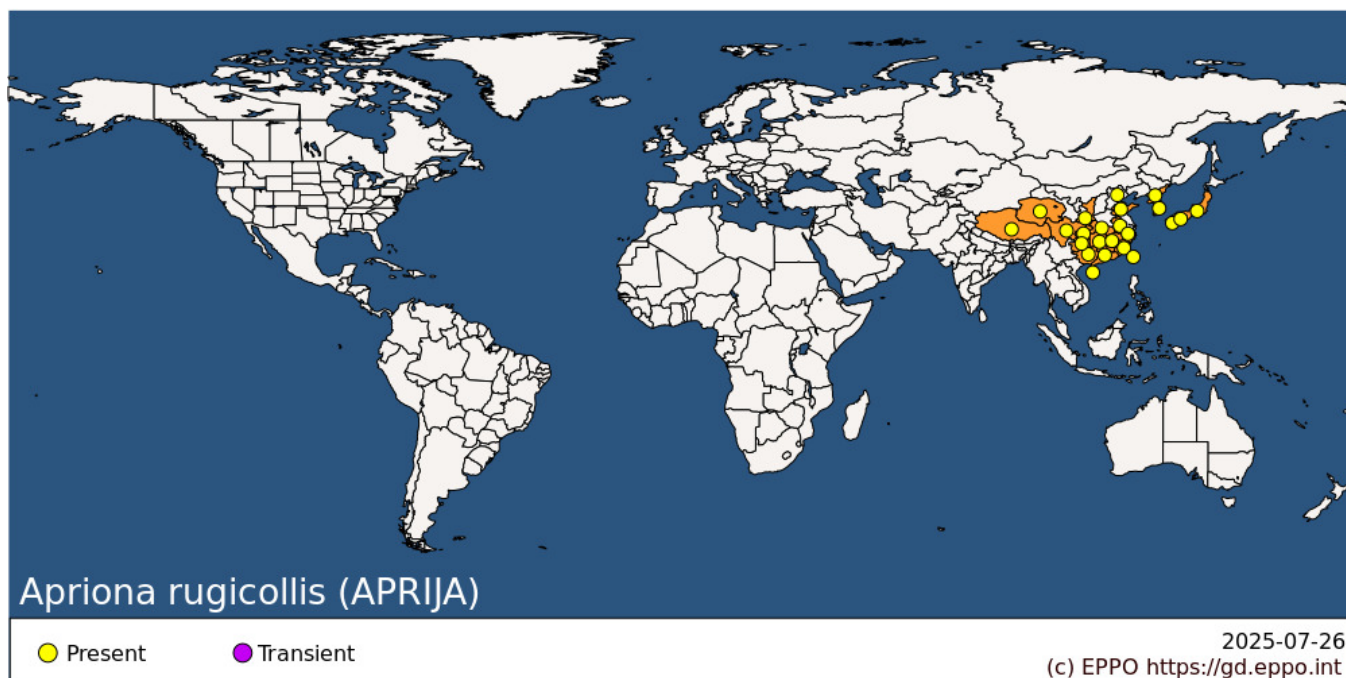 Apriona rugicollis (APRIJA)
Present
Transient
2025-07-26
(c) EPPO https://gd.eppo.int